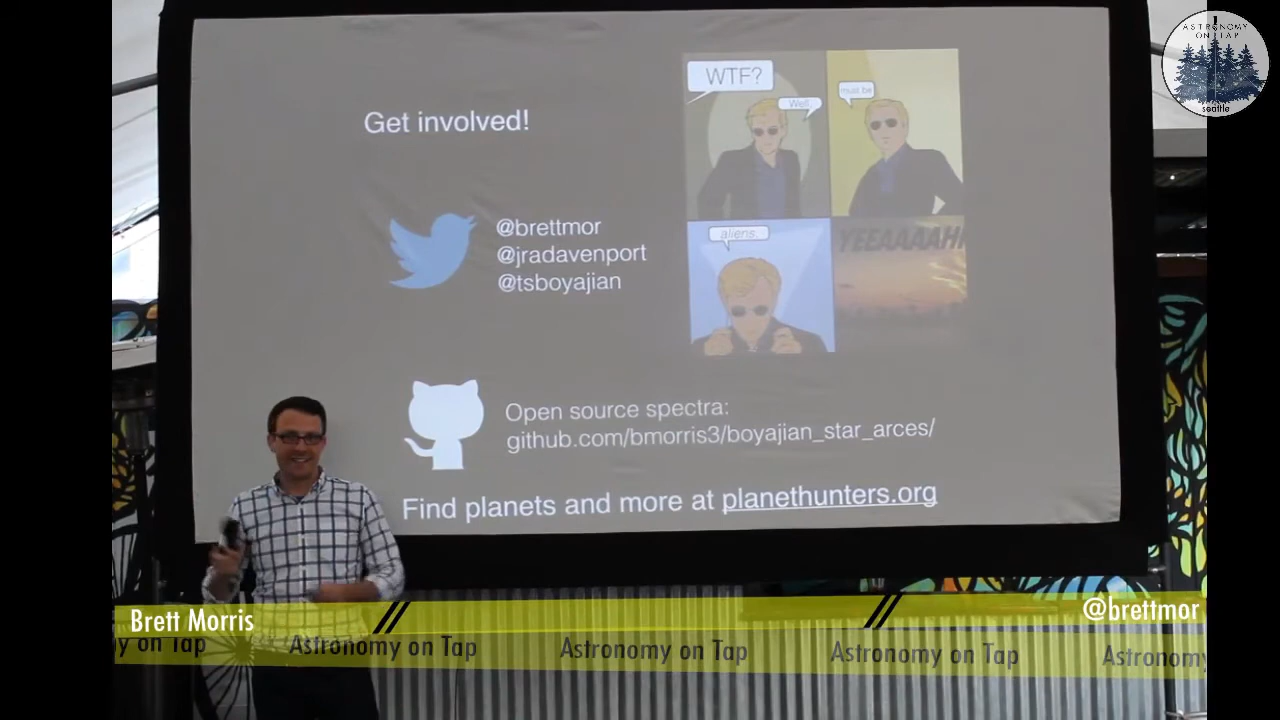 ASTRONOMY
ON TAP
seattle
Get involved!
WTF?
Well,
must be
@brettmor
@jradavenport
@tsboyajian
aliens.
YEEAAAAHH
Open source spectra:
github.com/bmorris3/boyajian_star_arces/
Find planets and more at planethunters.org
Brett Morris
@brettmor
y on Tap
Astronomy on Tap
Astronomy on Tap
Astronomy on Tap
Astronomy